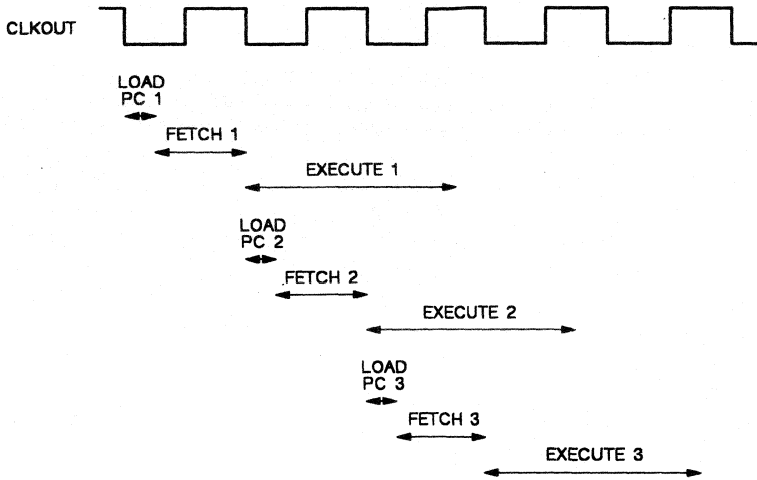 CLKOUT
LOAD
PC 1
FETCH 1
EXECUTE 1
LOAD
PC 2
FETCH 2
EXECUTE 2
LOAD
PC 3
FETCH 3
EXECUTE 3